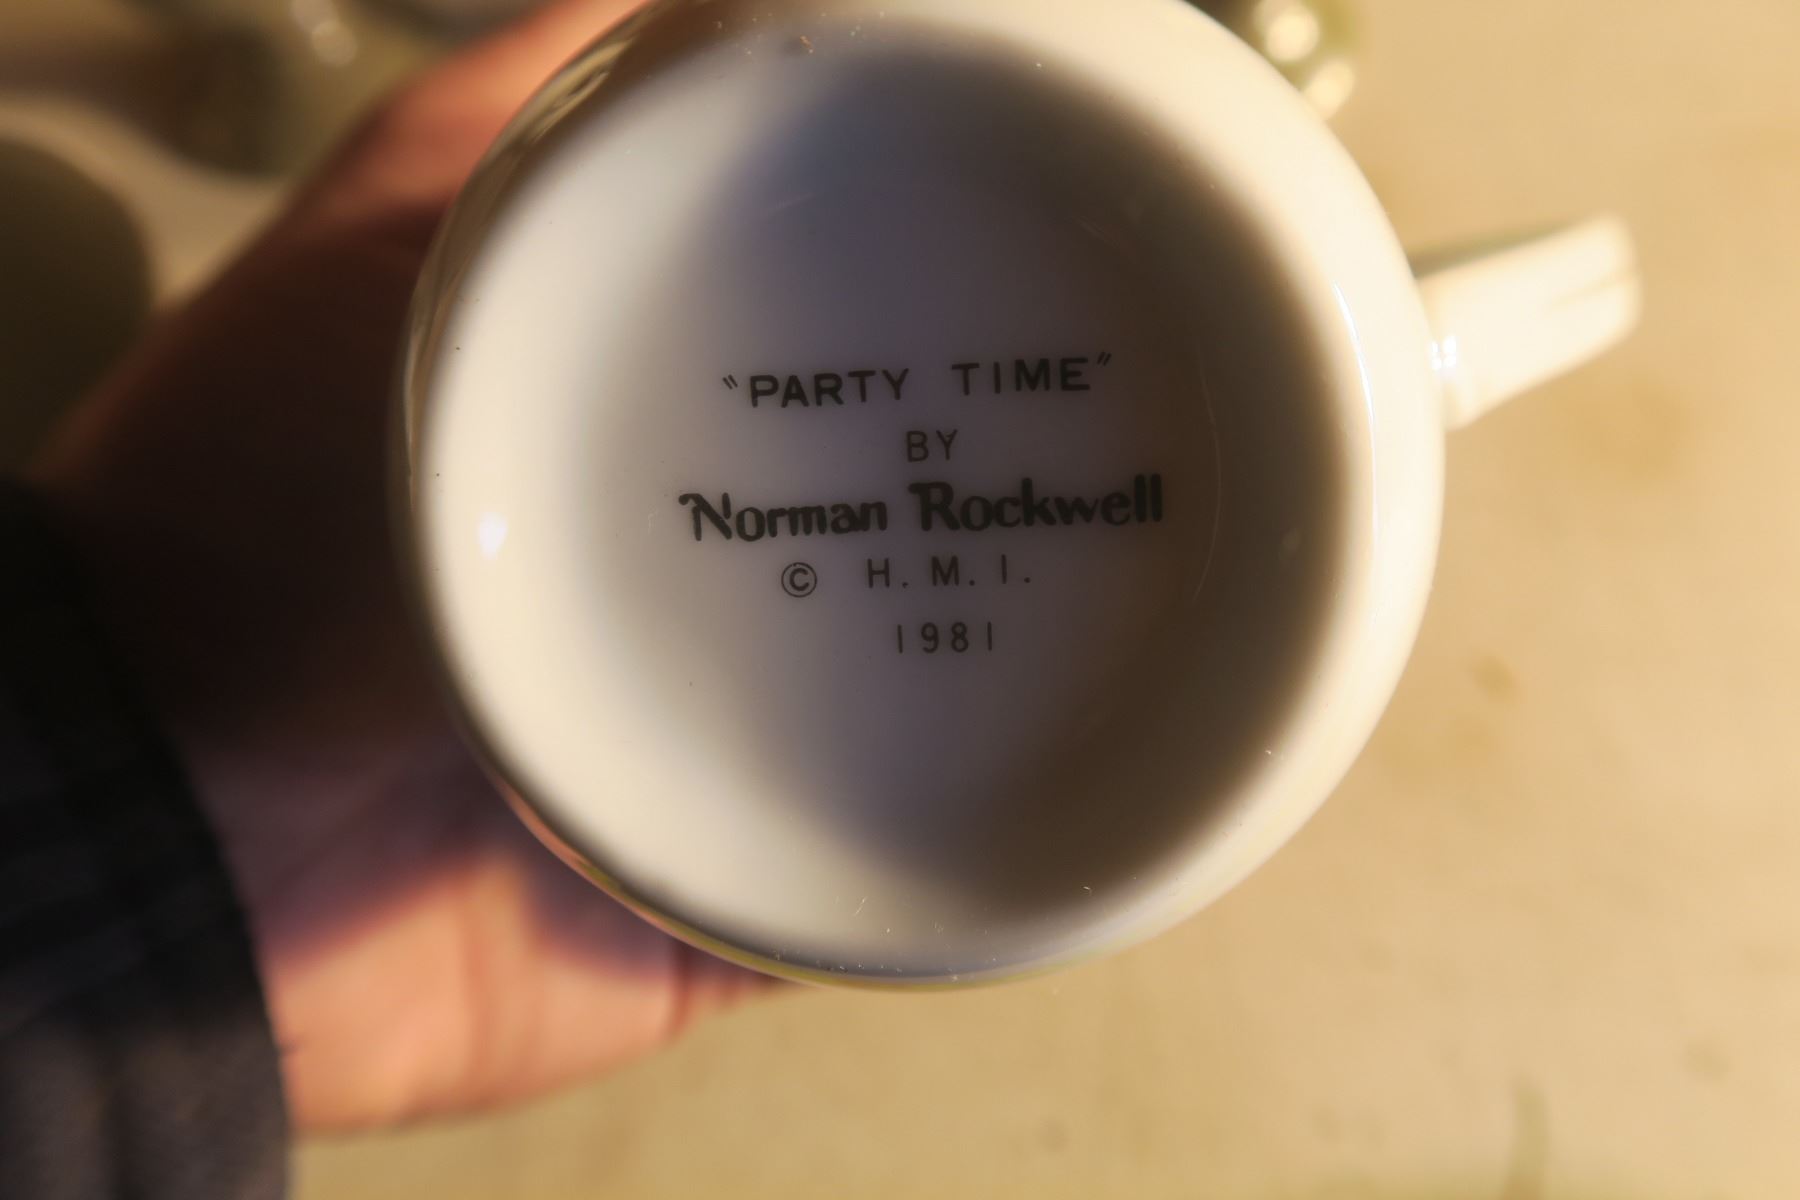 "PARTY TIME"
BY
Norman Rockwell
© H. M. I.
1981